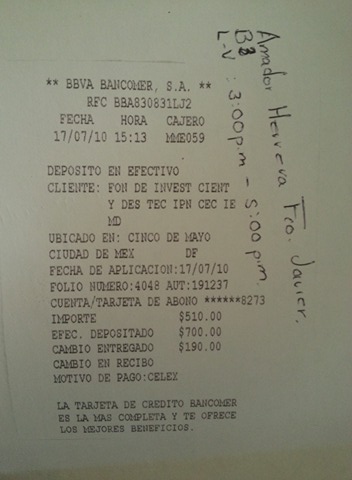 ** BBVA BANCOMER, S.A. **
RFC BBA830831LJ2
FECHA HORA CAJERO
17/07/10 15:13 MME059
DEPOSITO EN EFECTIVO
CLIENTE: FON DE INVEST CIENT
Y DES TEC IPN CEC IE
MD
UBICADO EN: CINCO DE MAYO
CIUDAD DE MEX DF
FECHA DE APLICACION:17/07/10
FOLIO NUMERO:4048 AUT:191237
CUENTA/TARJETA DE ABONO ******8273
IMPORTE $510.00
EFEC. DEPOSITADO $700.00
CAMBIO ENTREGADO $190.00
CAMBIO EN RECIBO
MOTIVO DE PAGO:CELEX
LA TARJETA DE CREDITO BANCOMER
ES LA MAS COMPLETA Y TE OFRECE
LOS MEJORES BENEFICIOS.
Amador Herrera Fco. Javier.
B3
L-V : 3:00 p.m - 5:00 p.m.